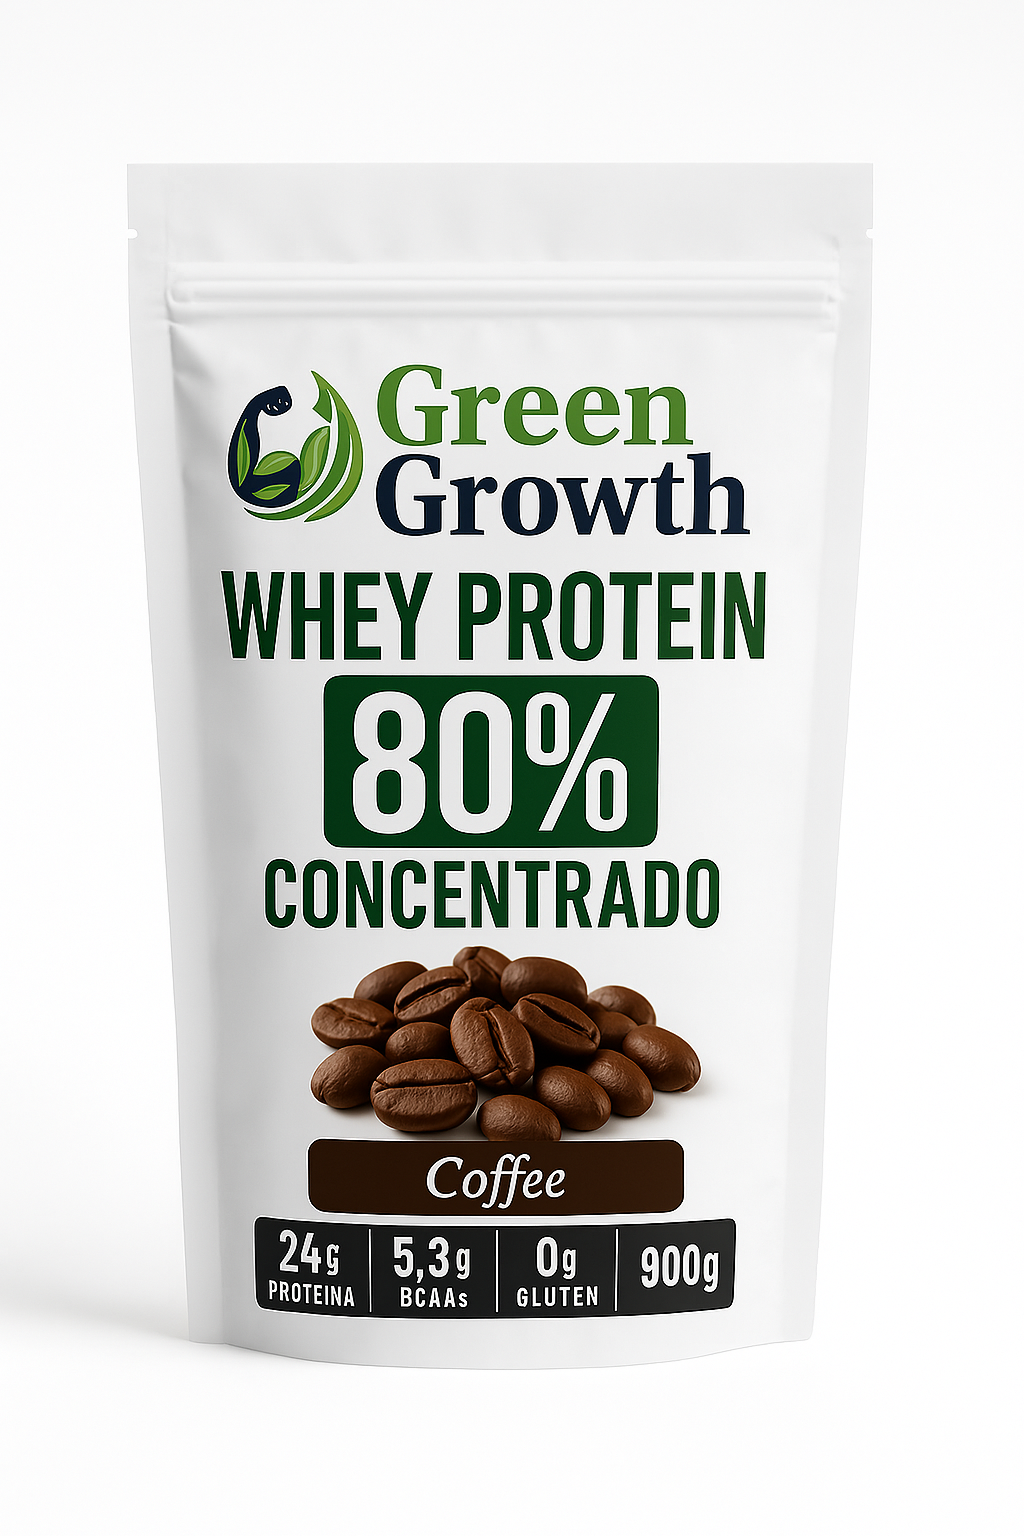 Green
Growth
WHEY PROTEIN
80%
CONCENTRADO
Coffee
24g 5,3g 0g 900g
PROTEINA BCAAs GLUTEN